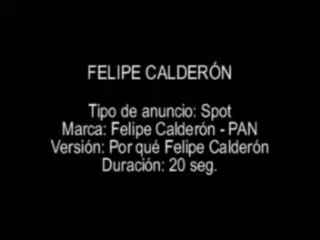 FELIPE CALDERÓN
Tipo de anuncio: Spot
Marca: Felipe Calderón - PAN
Versión: Por qué Felipe Calderón
Duración: 20 seg.